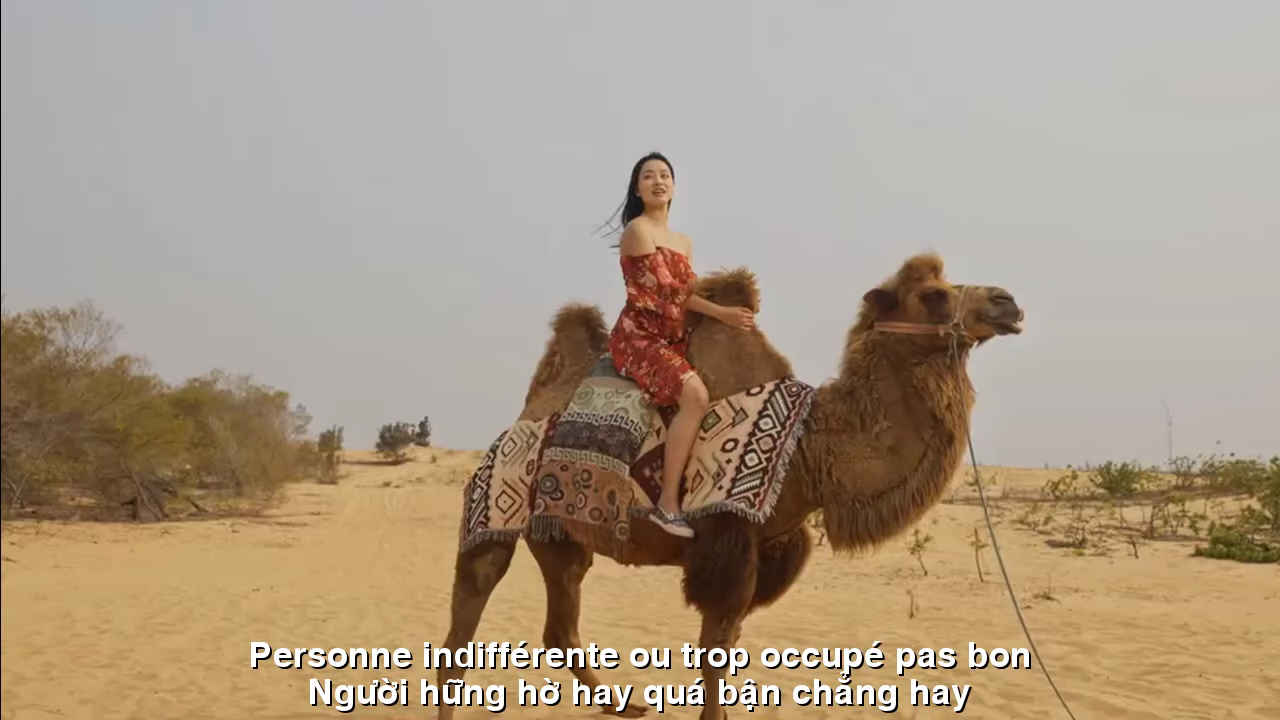 Personne indifférente ou trop occupé pas bon
Người hững hờ hay quá bận chẳng hay